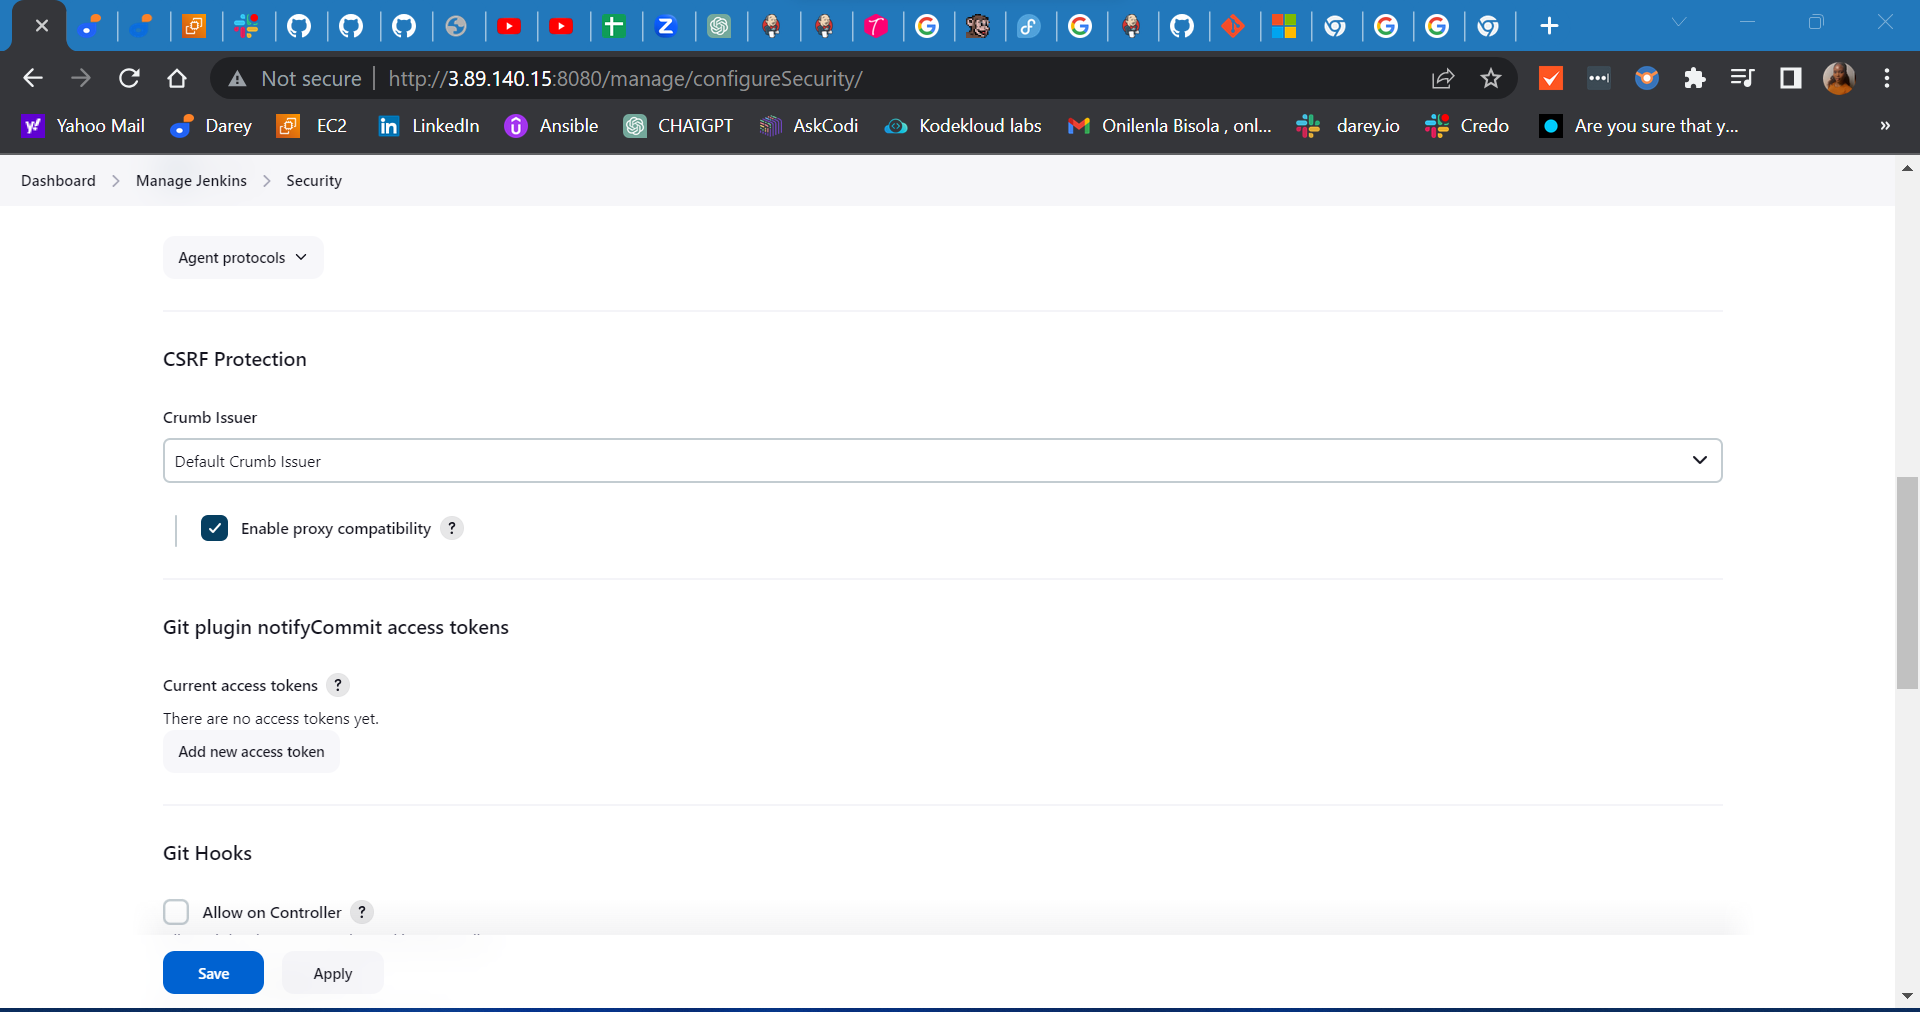 Not secure http://3.89.140.15:8080/manage/configureSecurity/
Yahoo Mail Darey EC2 LinkedIn Ansible CHATGPT AskCodi Kodekloud labs Onilenla Bisola , onl... darey.io Credo Are you sure that y... »
Dashboard > Manage Jenkins > Security
Agent protocols
CSRF Protection
Crumb Issuer
Default Crumb Issuer
Enable proxy compatibility ?
Git plugin notifyCommit access tokens
Current access tokens ?
There are no access tokens yet.
Add new access token
Git Hooks
Allow on Controller ?
Save Apply